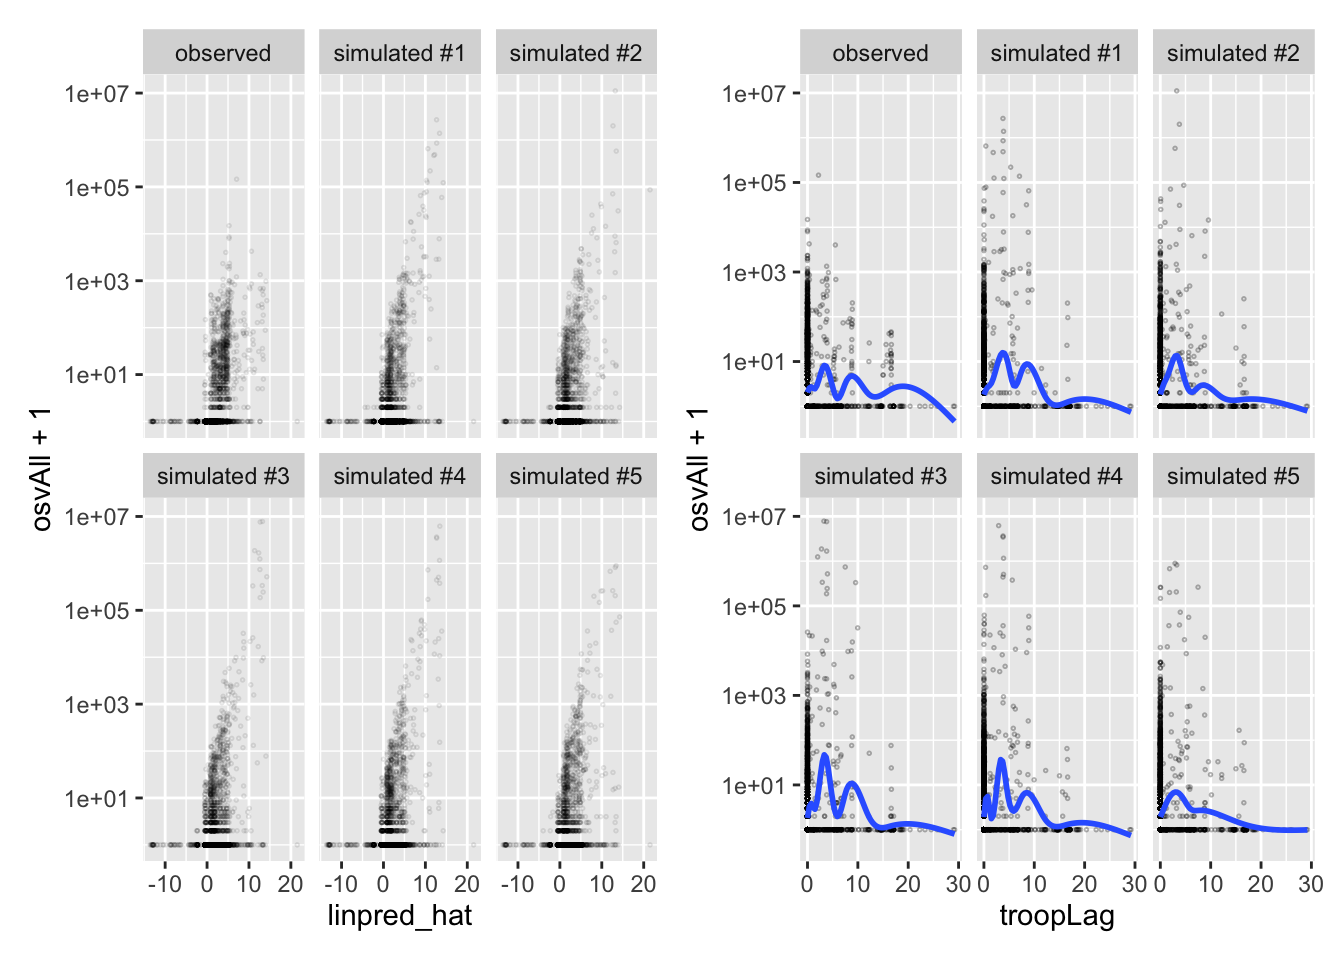 observed simulated #1 simulated #2
1e+07
1e+05
1e+03
1e+01
simulated #3 simulated #4 simulated #5
1e+07
1e+05
1e+03
1e+01
-10 0 10 20 -10 0 10 20 -10 0 10 20
linpred_hat
osvAll + 1
observed simulated #1 simulated #2
1e+07
1e+05
1e+03
1e+01
simulated #3 simulated #4 simulated #5
1e+07
1e+05
1e+03
1e+01
0 10 20 30 0 10 20 30 0 10 20 30
troopLag
osvAll + 1